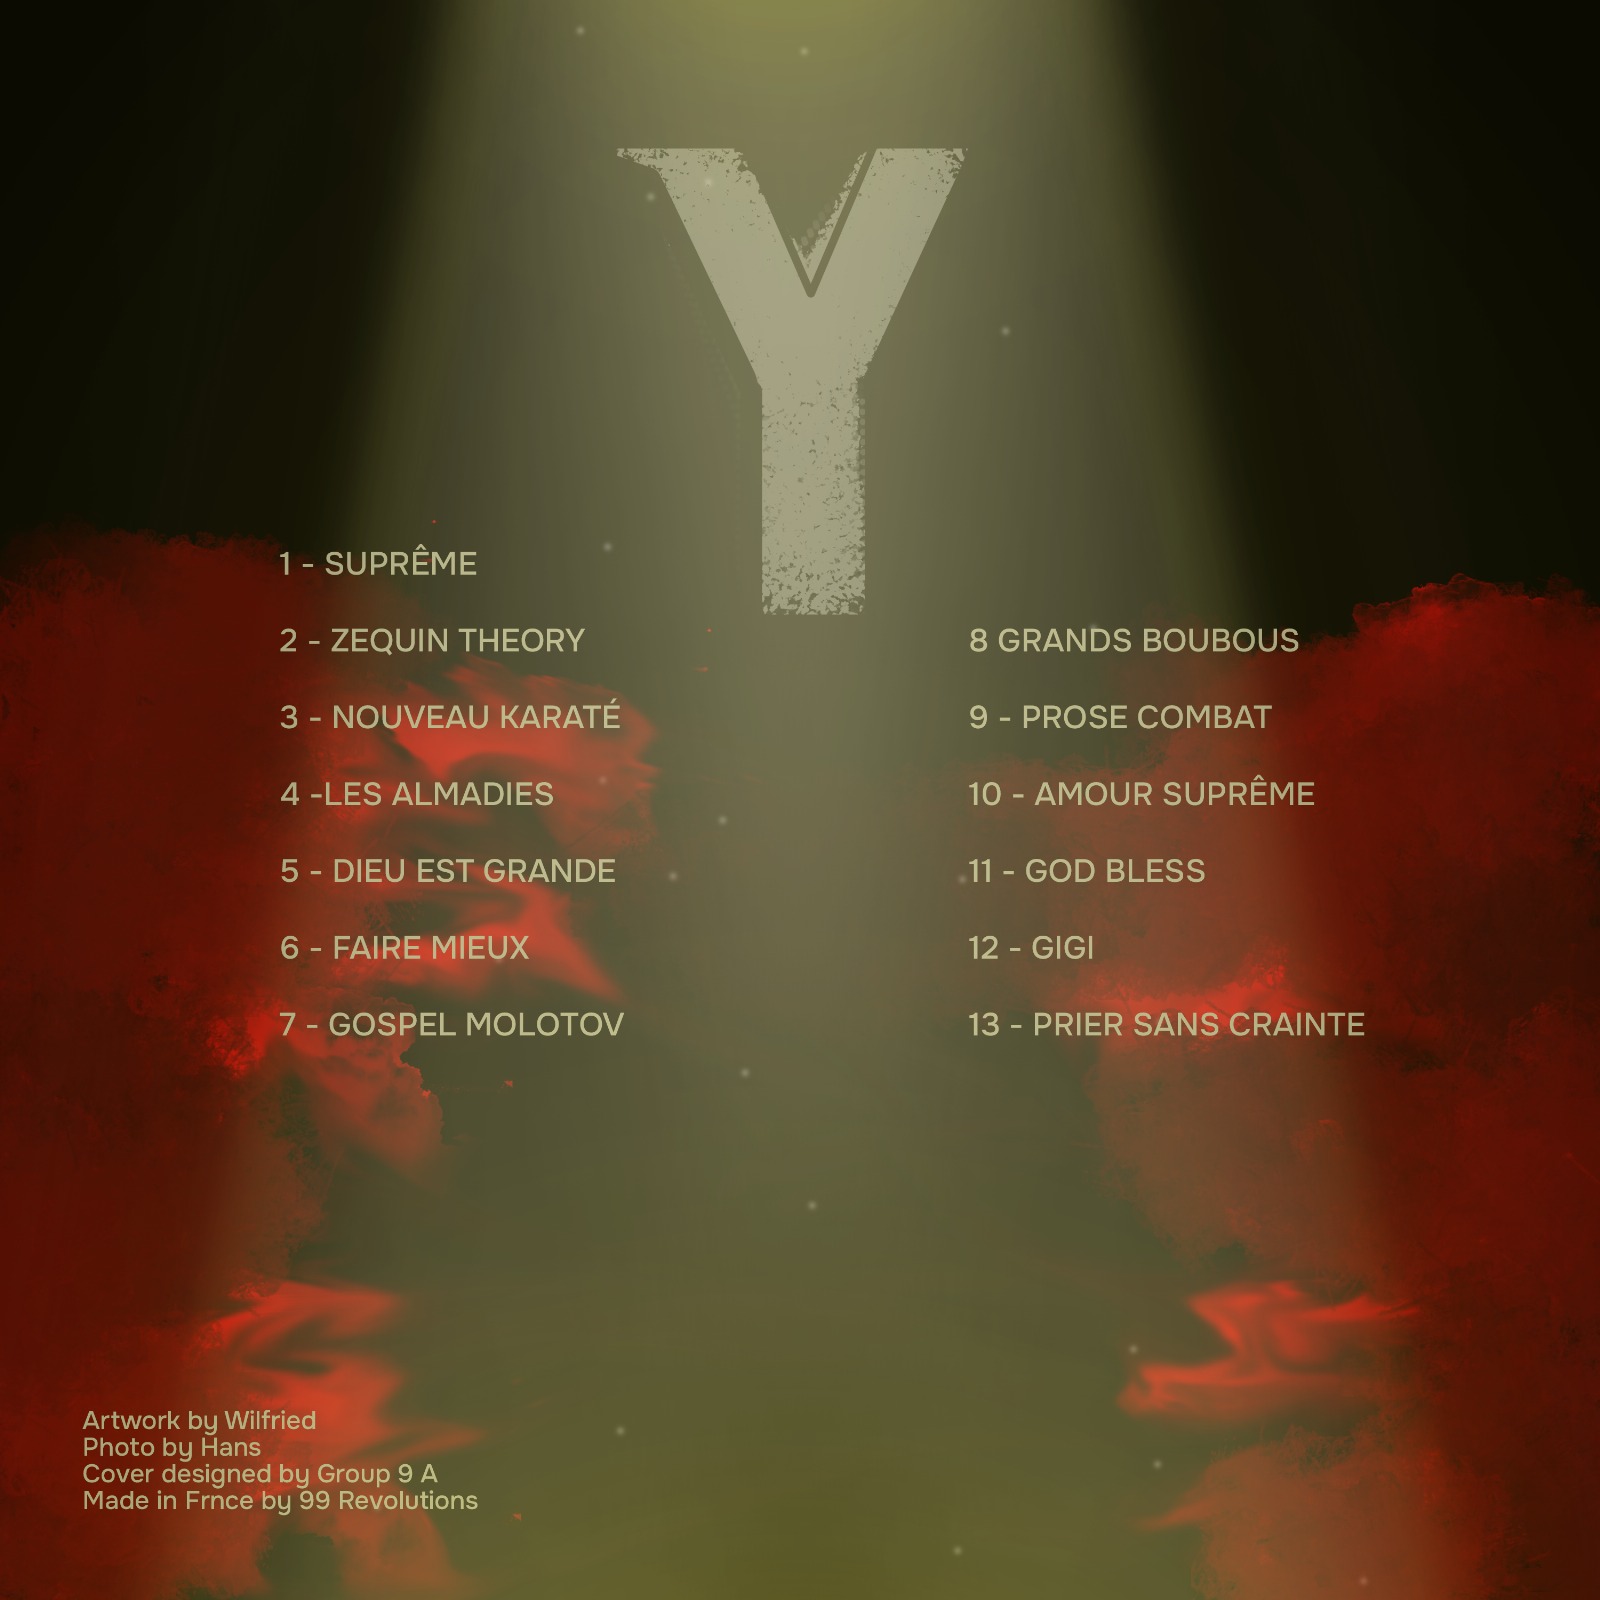 Y
1 - SUPRÊME
2 - ZEQUIN THEORY
3 - NOUVEAU KARATÉ
4 -LES ALMADIES
5 - DIEU EST GRANDE
6 - FAIRE MIEUX
7 - GOSPEL MOLOTOV
8 GRANDS BOUBOUS
9 - PROSE COMBAT
10 - AMOUR SUPRÊME
11 - GOD BLESS
12 - GIGI
13 - PRIER SANS CRAINTE
Artwork by Wilfried
Photo by Hans
Cover designed by Group 9 A
Made in Frnce by 99 Revolutions